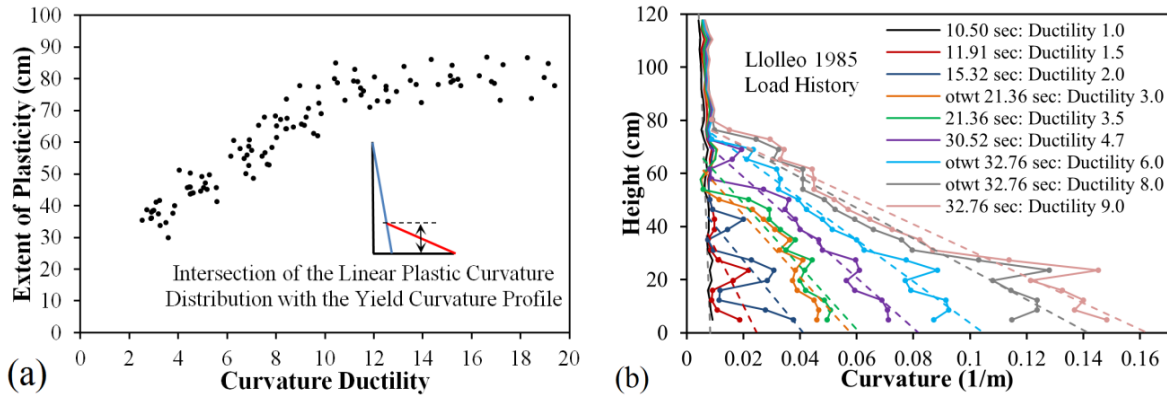 100
90
80
70
60
50
40
30
20
10
0
Extent of Plasticity (cm)
Intersection of the Linear Plastic Curvature
Distribution with the Yield Curvature Profile
0 2 4 6 8 10 12 14 16 18 20
Curvature Ductility
(a)
120
100
80
60
40
20
0
Height (cm)
Llolleo 1985
Load History
10.50 sec: Ductility 1.0
11.91 sec: Ductility 1.5
15.32 sec: Ductility 2.0
otwt 21.36 sec: Ductility 3.0
21.36 sec: Ductility 3.5
30.52 sec: Ductility 4.7
otwt 32.76 sec: Ductility 6.0
otwt 32.76 sec: Ductility 8.0
32.76 sec: Ductility 9.0
0 0.02 0.04 0.06 0.08 0.1 0.12 0.14 0.16
Curvature (1/m)
(b)